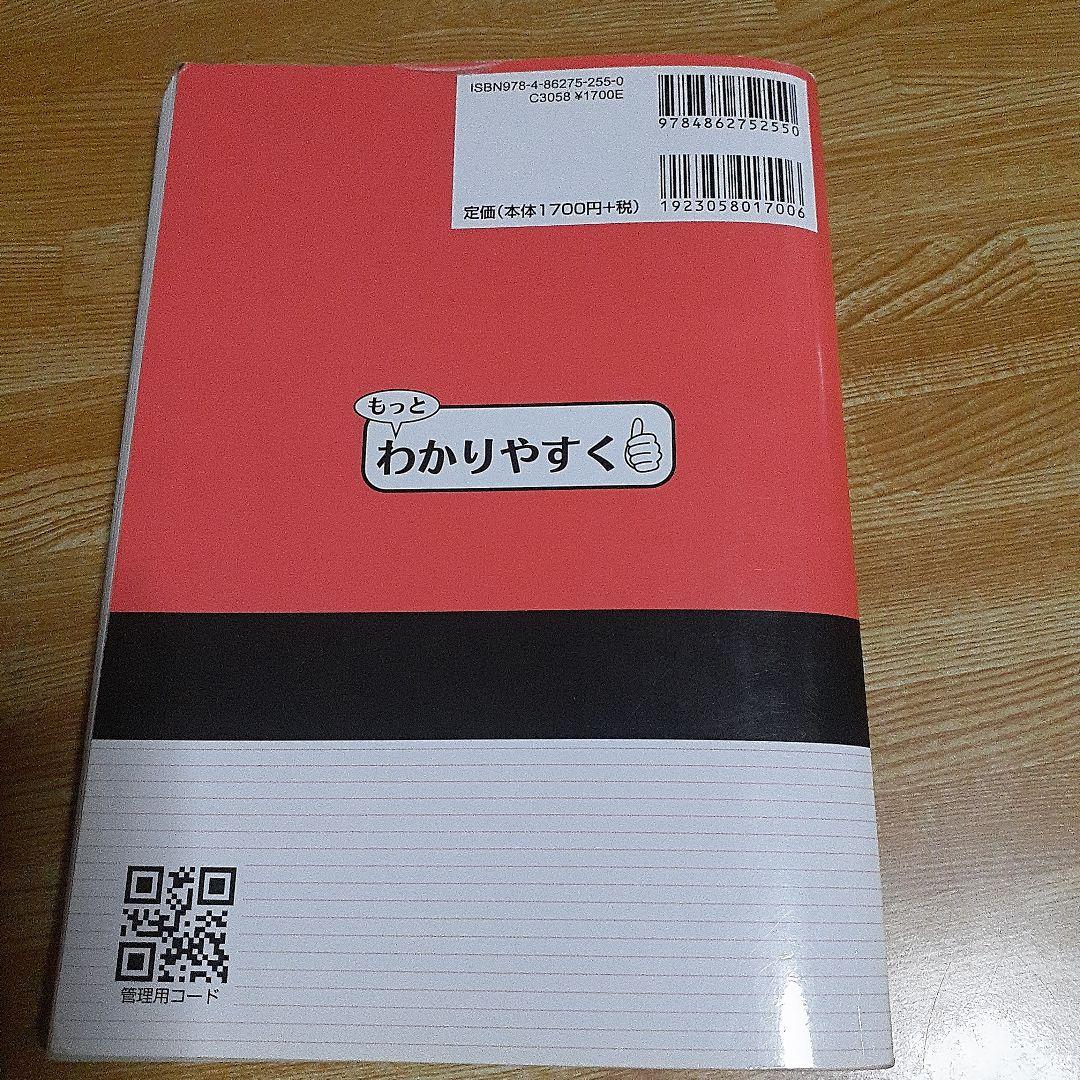 ISBN978-4-86275-255-0
C3058 ¥1700E
9784862752550
定価(本体1700円+税)
1923058017006
もっと
わかりやすく
管理用コード